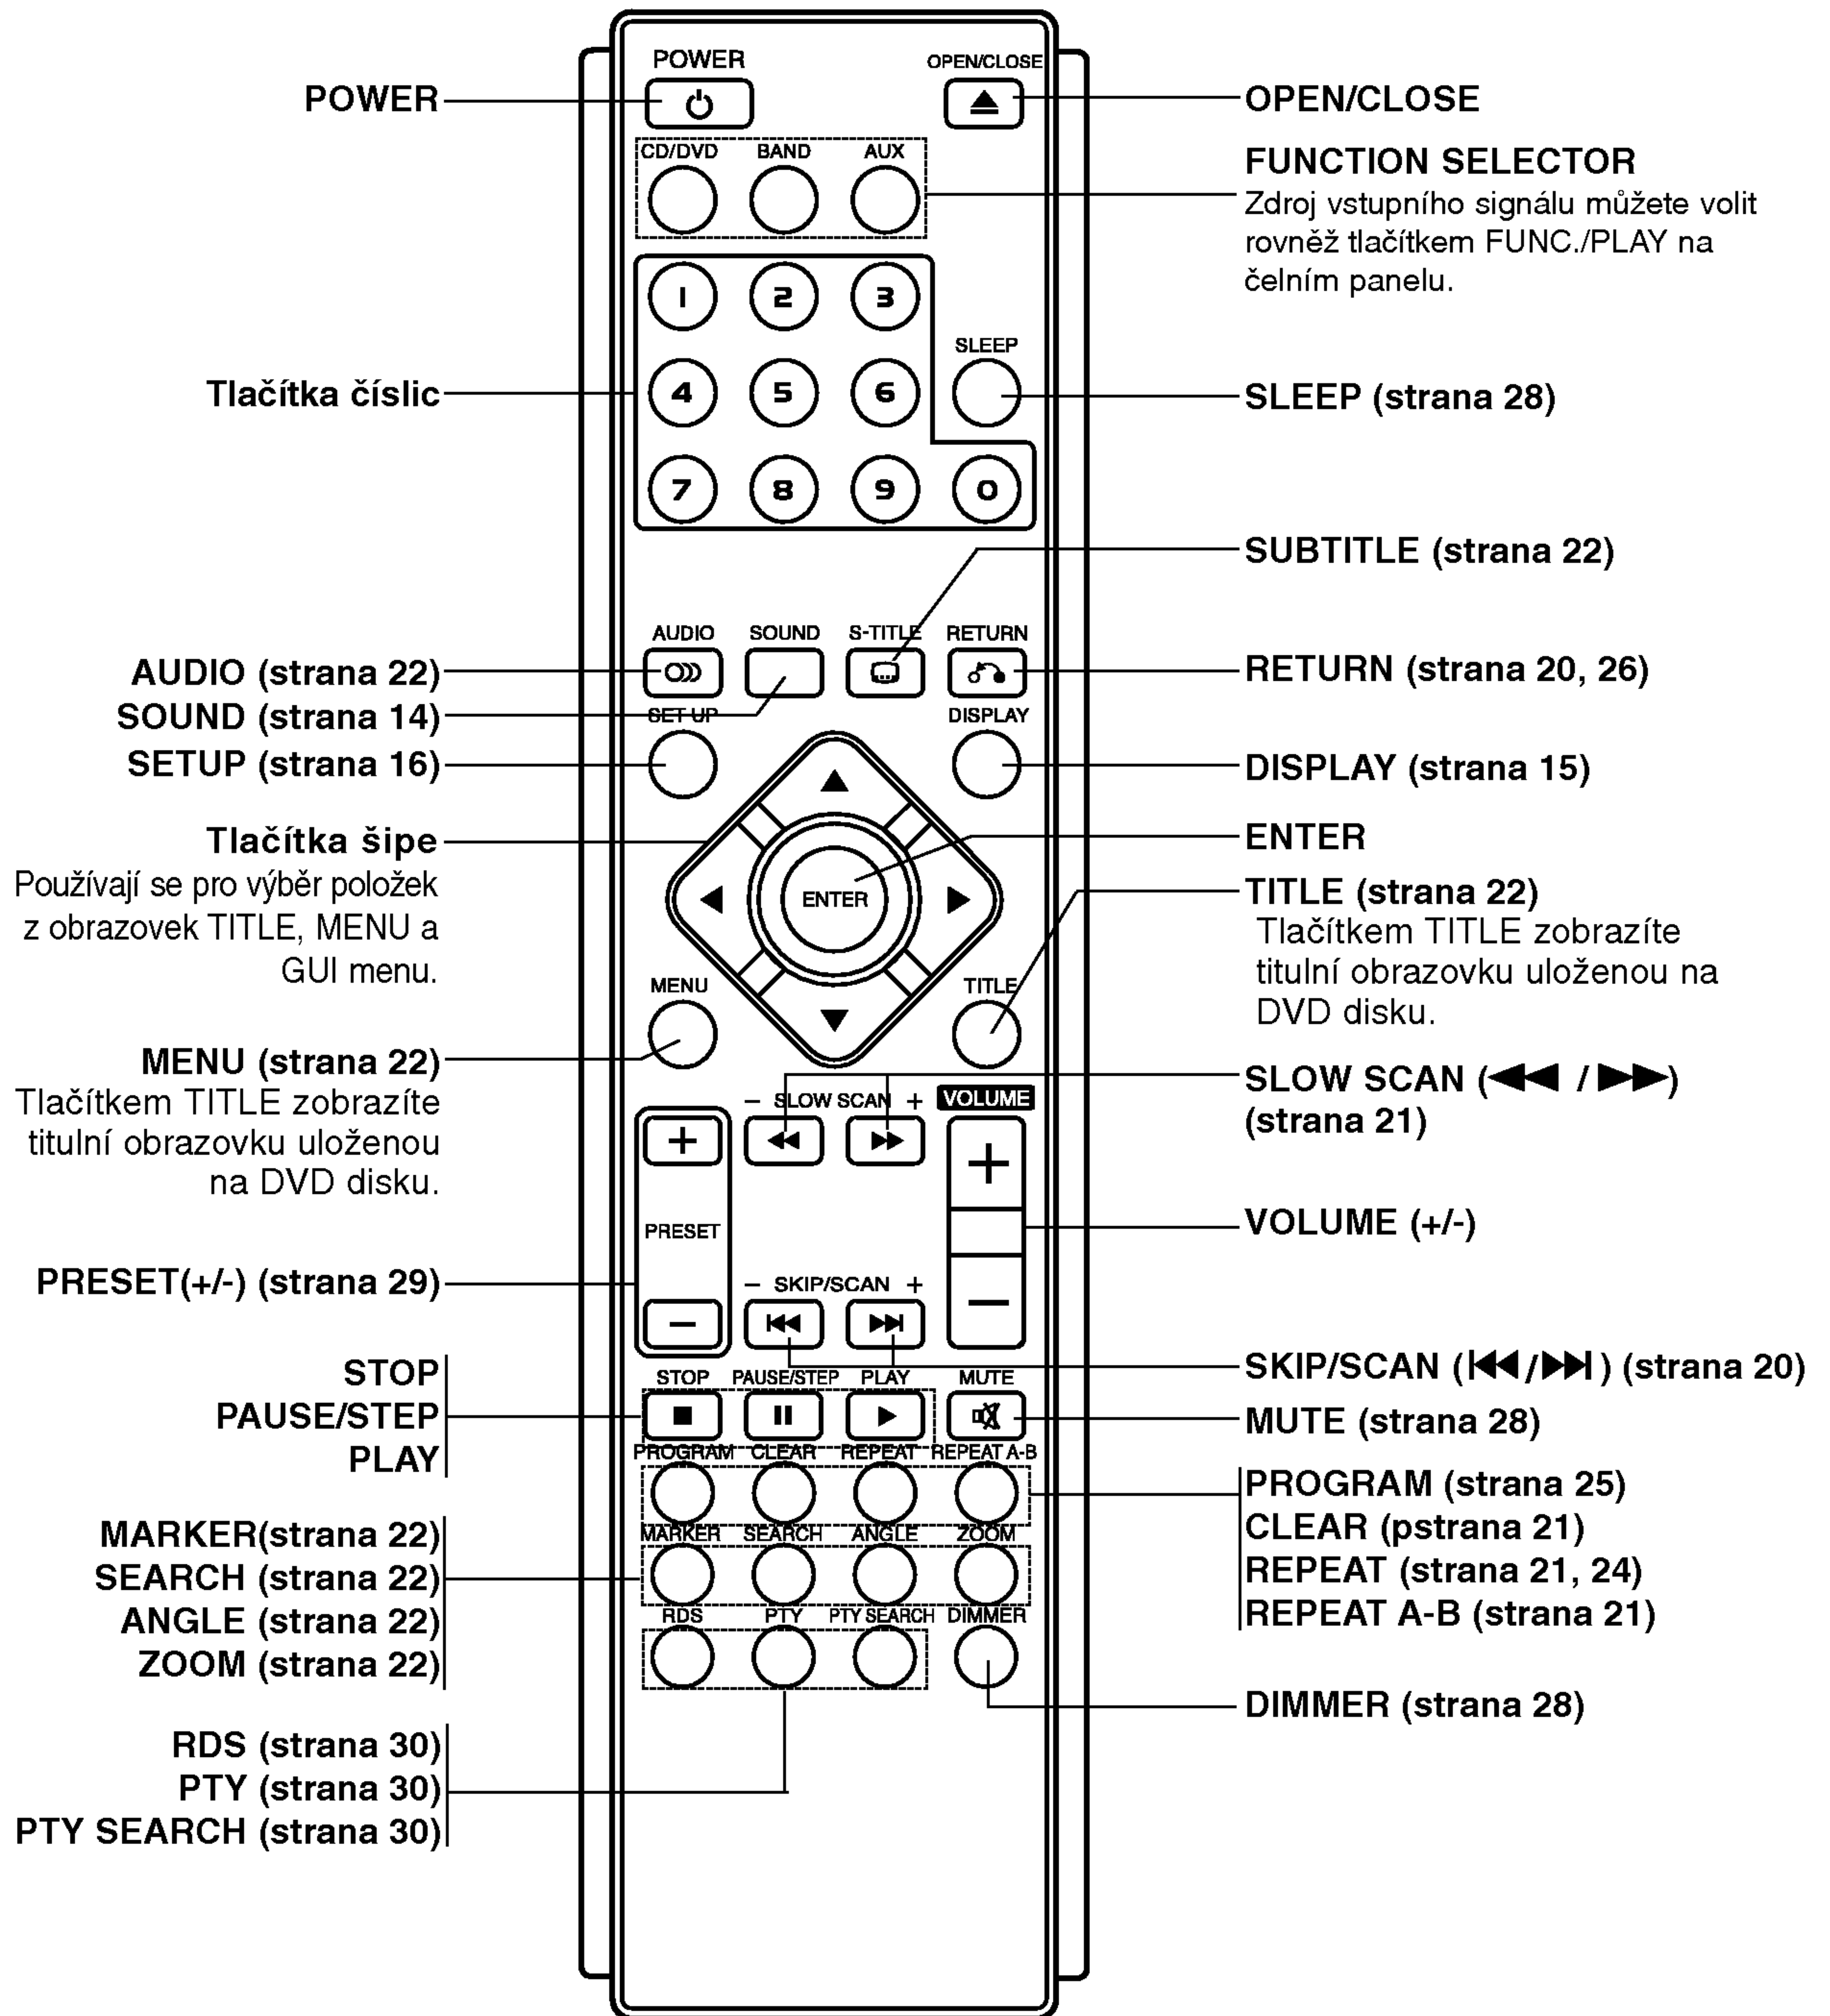 POWER
Tlačítka číslic
AUDIO (strana 22)
SOUND (strana 14)
SETUP (strana 16)
Tlačítka šipe
Používají se pro výběr položek
z obrazovek TITLE, MENU a
GUI menu.
MENU (strana 22)
Tlačítkem TITLE zobrazíte
titulní obrazovku uloženou
na DVD disku.
PRESET(+/-) (strana 29)
STOP
PAUSE/STEP
PLAY
MARKER(strana 22)
SEARCH (strana 22)
ANGLE (strana 22)
ZOOM (strana 22)
RDS (strana 30)
PTY (strana 30)
PTY SEARCH (strana 30)
POWER OPEN/CLOSE
CD/DVD BAND AUX
1 2 3
SLEEP
4 5 6
7 8 9 0
AUDIO SOUND S-TITLE RETURN
SET UP DISPLAY
▲
◀ ENTER ▶
MENU TITLE
▼
− SLOW SCAN + VOLUME
+ ◀◀ ▶▶ +
PRESET
− SKIP/SCAN +
− |◀◀ ▶▶| −
STOP PAUSE/STEP PLAY MUTE
PROGRAM CLEAR REPEAT REPEAT A-B
MARKER SEARCH ANGLE ZOOM
RDS PTY PTY SEARCH DIMMER
OPEN/CLOSE
FUNCTION SELECTOR
Zdroj vstupního signálu můžete volit
rovněž tlačítkem FUNC./PLAY na
čelním panelu.
SLEEP (strana 28)
SUBTITLE (strana 22)
RETURN (strana 20, 26)
DISPLAY (strana 15)
ENTER
TITLE (strana 22)
Tlačítkem TITLE zobrazíte
titulní obrazovku uloženou na
DVD disku.
SLOW SCAN (◀◀ / ▶▶)
(strana 21)
VOLUME (+/-)
SKIP/SCAN (|◀◀/▶▶|) (strana 20)
MUTE (strana 28)
PROGRAM (strana 25)
CLEAR (pstrana 21)
REPEAT (strana 21, 24)
REPEAT A-B (strana 21)
DIMMER (strana 28)